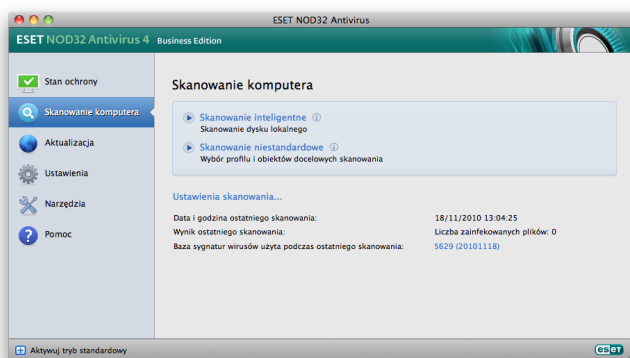 ESET NOD32 Antivirus
ESET NOD32 Antivirus 4 Business Edition
Stan ochrony
Skanowanie komputera
Aktualizacja
Ustawienia
Narzędzia
Pomoc
Skanowanie komputera
Skanowanie inteligentne
Skanowanie dysku lokalnego
Skanowanie niestandardowe
Wybór profilu i obiektów docelowych skanowania
Ustawienia skanowania...
Data i godzina ostatniego skanowania: 18/11/2010 13:04:25
Wynik ostatniego skanowania: Liczba zainfekowanych plików: 0
Baza sygnatur wirusów użyta podczas ostatniego skanowania: 5629 (20101118)
Aktywuj tryb standardowy
eset